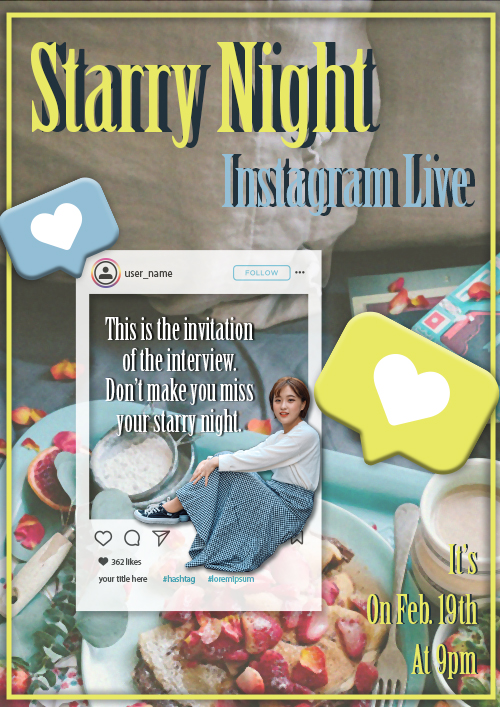 Starry Night
Instagram Live
user_name
FOLLOW
This is the invitation
of the interview.
Don't make you miss
your starry night.
362 likes
your title here #hashtag #loremipsum
It's
On Feb. 19th
At 9pm